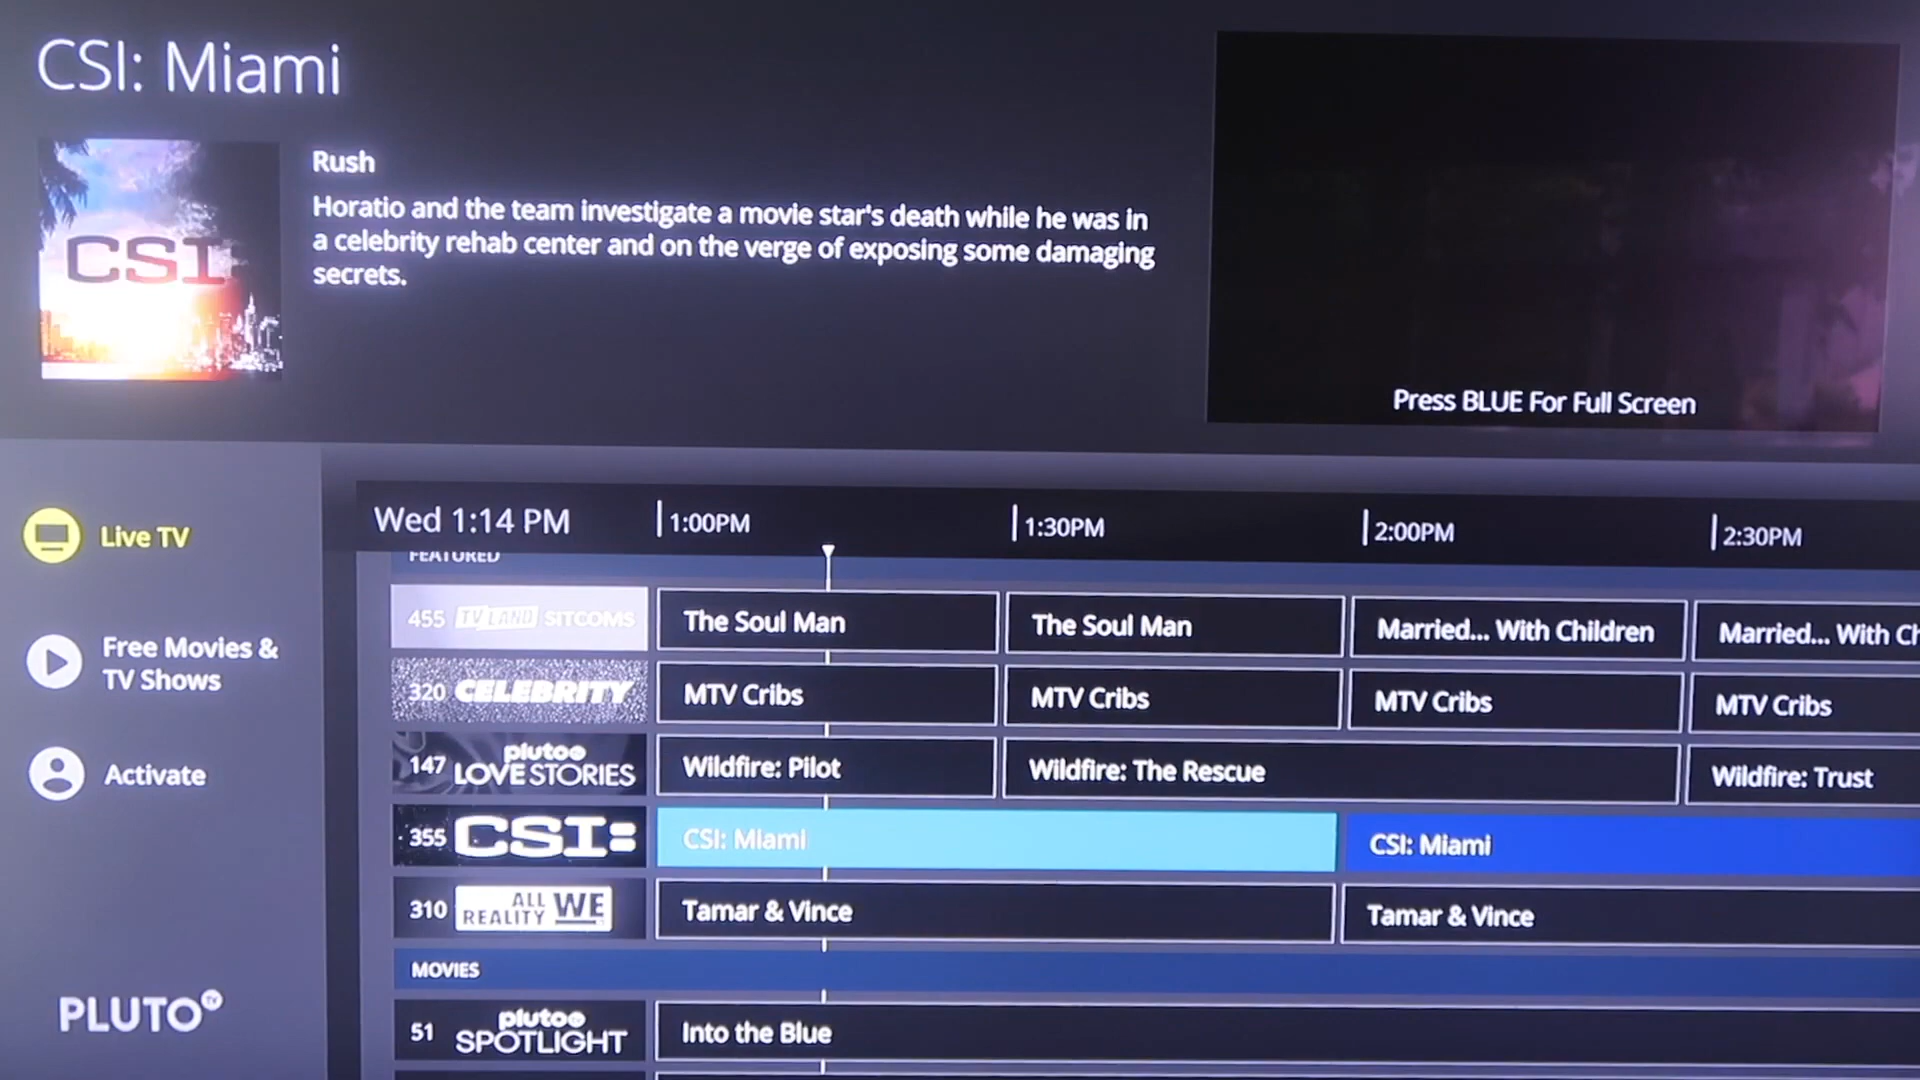 CSI: Miami
CSI
Rush
Horatio and the team investigate a movie star's death while he was in
a celebrity rehab center and on the verge of exposing some damaging
secrets.
Press BLUE For Full Screen
Live TV
Free Movies &
TV Shows
Activate
PLUTO TV
Wed 1:14 PM
1:00PM
1:30PM
2:00PM
2:30PM
FEATURED
455 TV LAND SITCOMS
The Soul Man
The Soul Man
Married... With Children
Married... With Ch
320 CELEBRITY
MTV Cribs
MTV Cribs
MTV Cribs
MTV Cribs
147 pluto LOVE STORIES
Wildfire: Pilot
Wildfire: The Rescue
Wildfire: Trust
355 CSI:
CSI: Miami
CSI: Miami
310 ALL REALITY WE
Tamar & Vince
Tamar & Vince
MOVIES
51 pluto SPOTLIGHT
Into the Blue